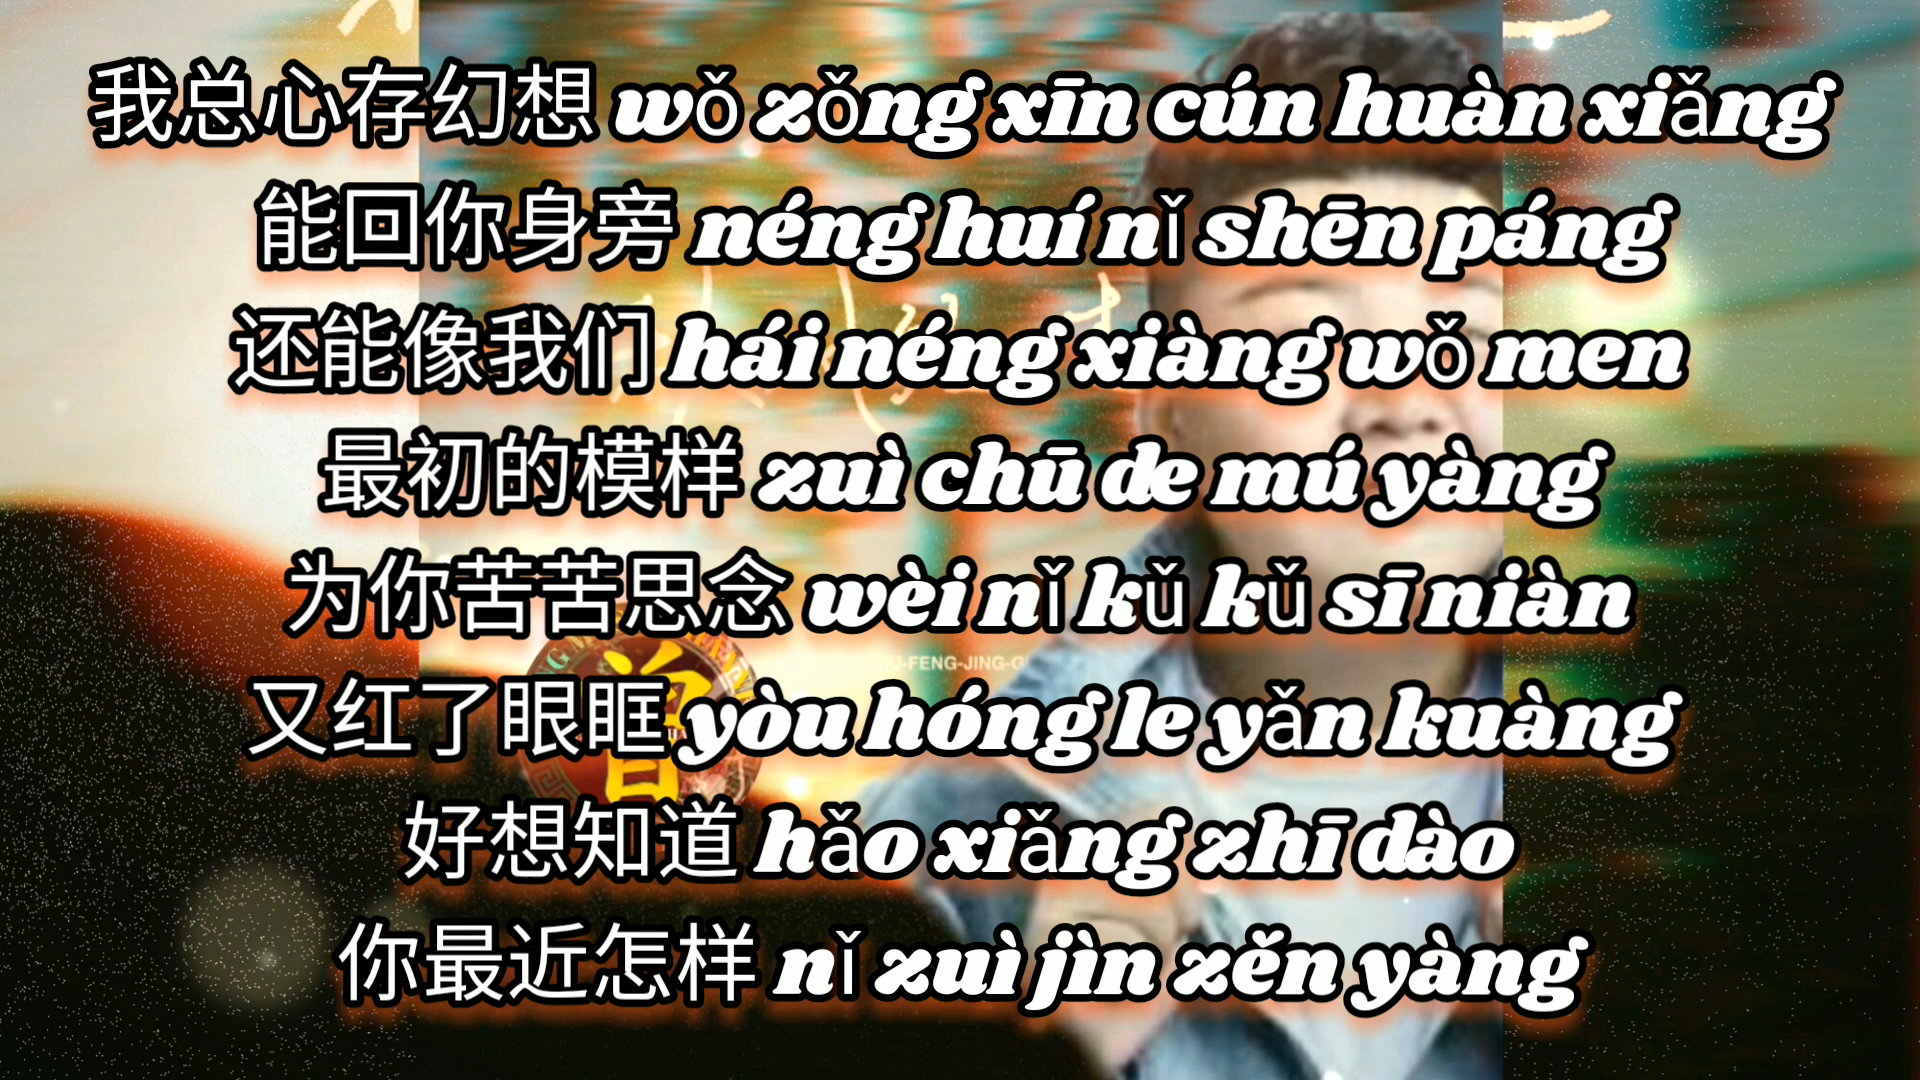 我总心存幻想 wǒ zǒng xīn cún huàn xiǎng
能回你身旁 néng huí nǐ shēn páng
还能像我们 hái néng xiàng wǒ men
最初的模样 zuì chū de mú yàng
为你苦苦思念 wèi nǐ kǔ kǔ sī niàn
又红了眼眶 yòu hóng le yǎn kuàng
好想知道 hǎo xiǎng zhī dào
你最近怎样 nǐ zuì jìn zěn yàng
曾